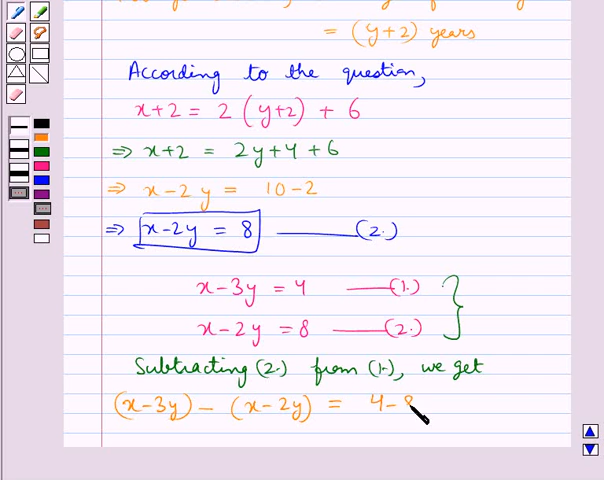 = (y+2) years
According to the question,
x+2 = 2 (y+2) + 6
⇒ x+2 = 2y+4+6
⇒ x-2y = 10-2
⇒ x-2y = 8 ——— (2.)
x-3y = 4 ——— (1.)
x-2y = 8 ——— (2.)
Subtracting (2.) from (1.), we get
(x-3y) - (x-2y) = 4-8